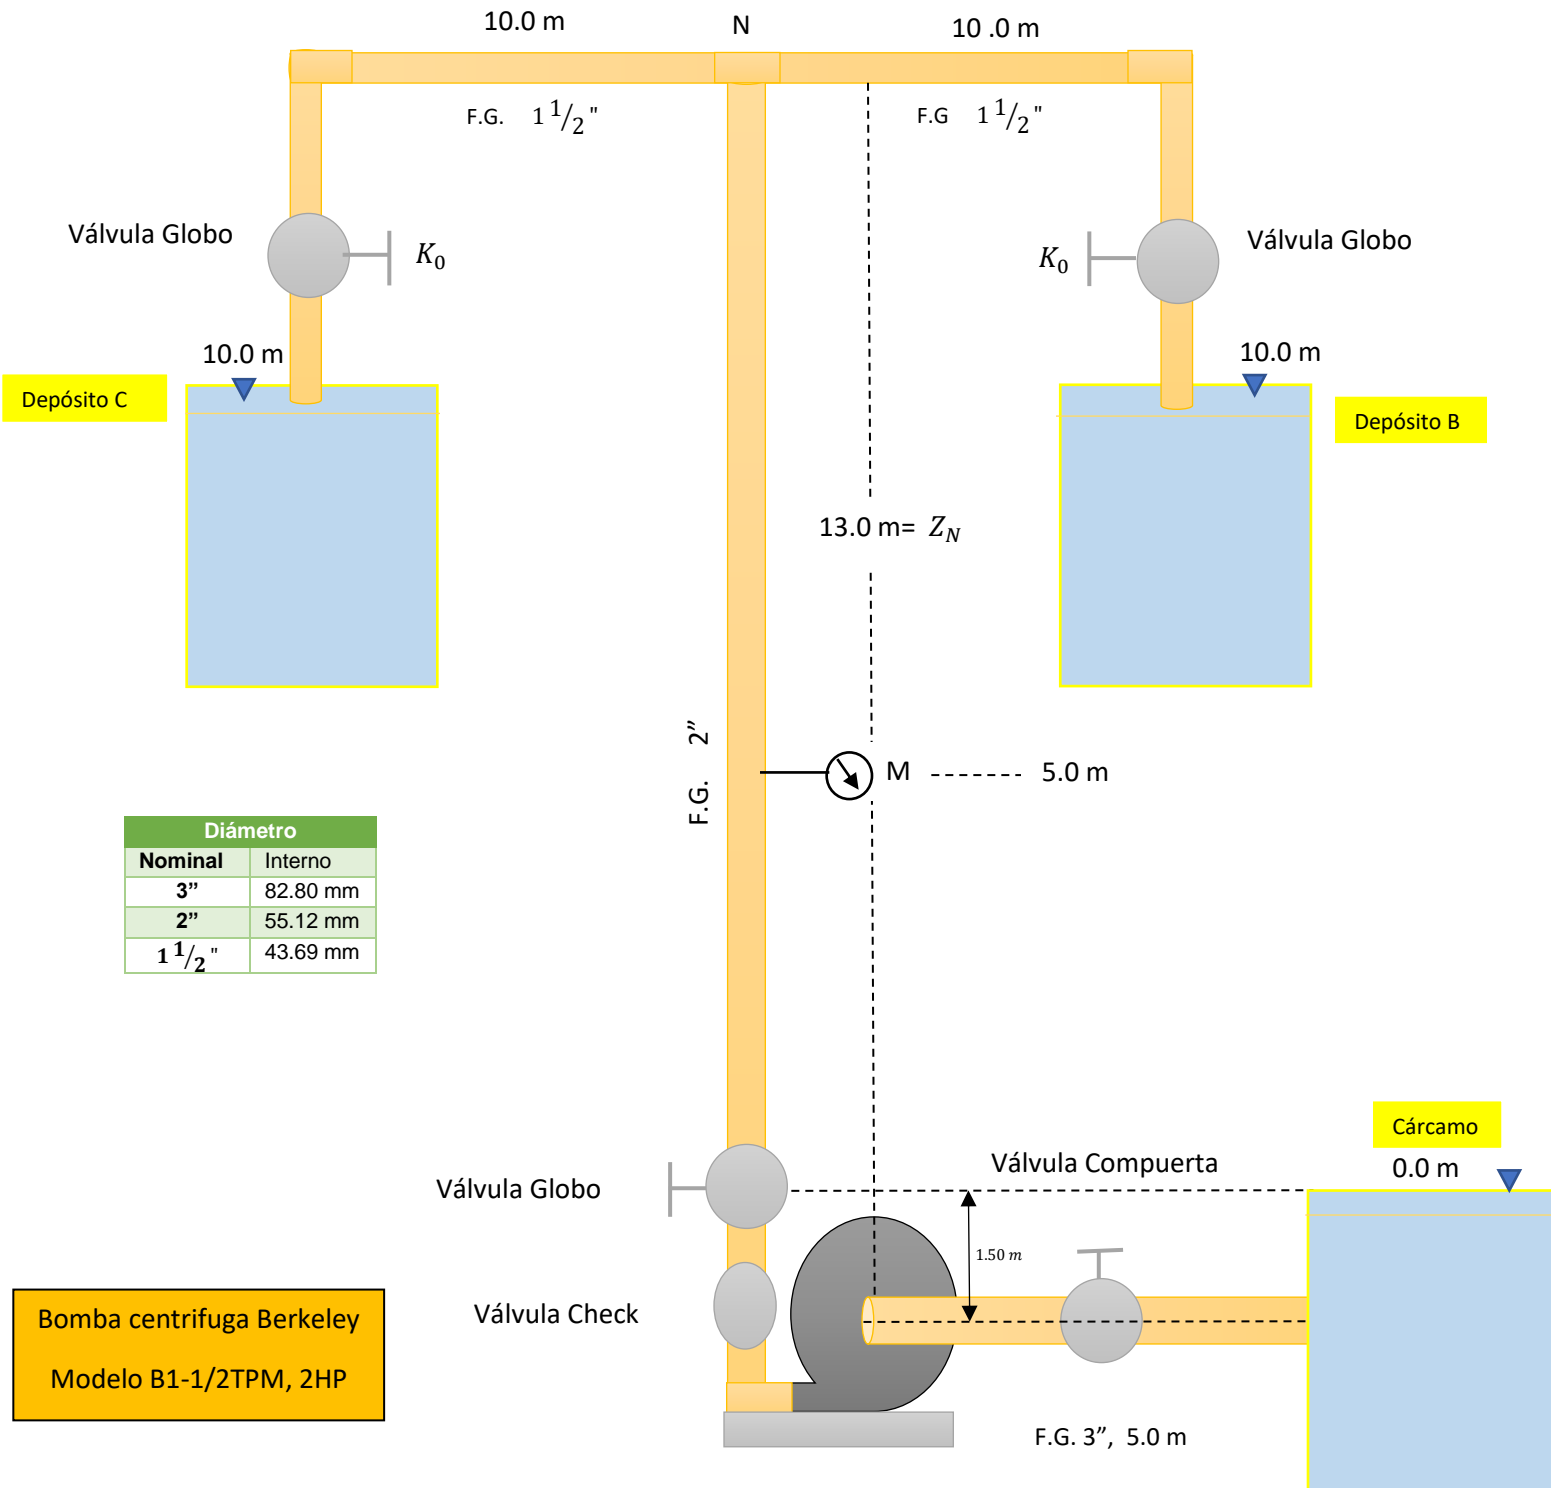 10.0 m
N
10 .0 m
F.G. 1 1/2 "
F.G 1 1/2 "
Válvula Globo
K₀
K₀
Válvula Globo
10.0 m
10.0 m
Depósito C
Depósito B
13.0 m= Z_N
F.G. 2”
M
5.0 m
Diámetro
Nominal Interno
3” 82.80 mm
2” 55.12 mm
1 1/2 " 43.69 mm
Cárcamo
0.0 m
Válvula Compuerta
Válvula Globo
1.50 m
Válvula Check
Bomba centrifuga Berkeley
Modelo B1-1/2TPM, 2HP
F.G. 3”, 5.0 m